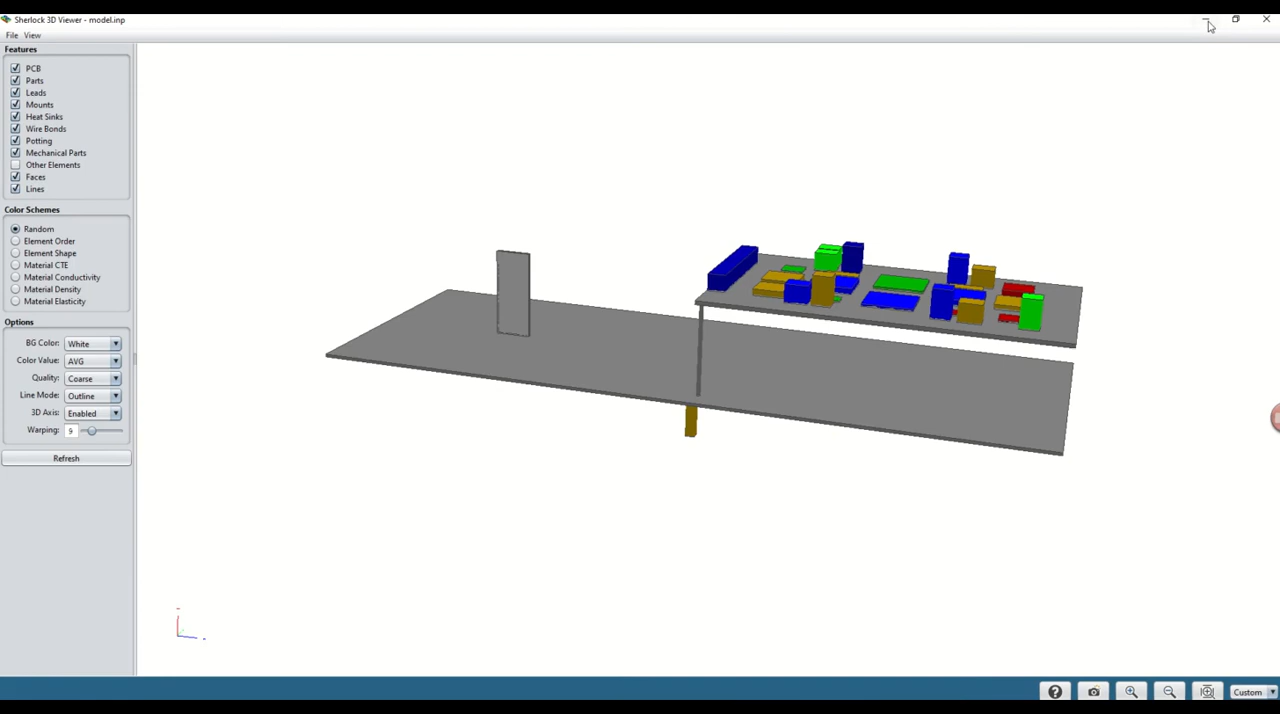 Sherlock 3D Viewer - model.inp
File View
Features
PCB
Parts
Leads
Mounts
Heat Sinks
Wire Bonds
Potting
Mechanical Parts
Other Elements
Faces
Lines
Color Schemes
Random
Element Order
Element Shape
Material CTE
Material Conductivity
Material Density
Material Elasticity
Options
BG Color: White
Color Value: AVG
Quality: Coarse
Line Mode: Outline
3D Axis: Enabled
Warping: 9
Refresh
Custom